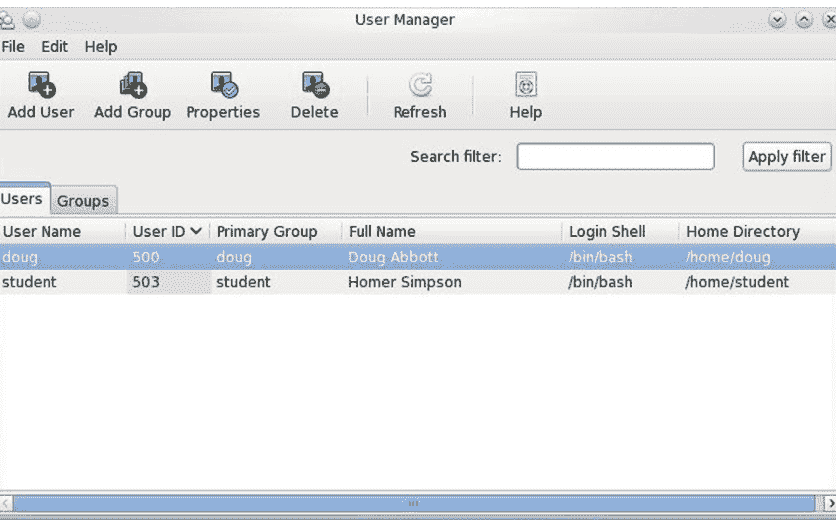 User Manager
File Edit Help
Add User Add Group Properties Delete Refresh Help
Search filter: Apply filter
Users Groups
User Name User ID Primary Group Full Name Login Shell Home Directory
doug 500 doug Doug Abbott /bin/bash /home/doug
student 503 student Homer Simpson /bin/bash /home/student